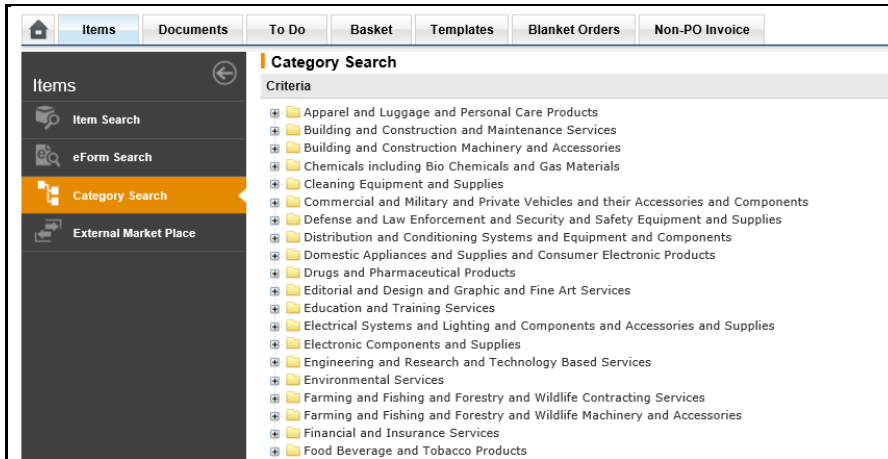 Items Documents To Do Basket Templates Blanket Orders Non-PO Invoice
Items
Item Search
eForm Search
Category Search
External Market Place
Category Search
Criteria
Apparel and Luggage and Personal Care Products
Building and Construction and Maintenance Services
Building and Construction Machinery and Accessories
Chemicals including Bio Chemicals and Gas Materials
Cleaning Equipment and Supplies
Commercial and Military and Private Vehicles and their Accessories and Components
Defense and Law Enforcement and Security and Safety Equipment and Supplies
Distribution and Conditioning Systems and Equipment and Components
Domestic Appliances and Supplies and Consumer Electronic Products
Drugs and Pharmaceutical Products
Editorial and Design and Graphic and Fine Art Services
Education and Training Services
Electrical Systems and Lighting and Components and Accessories and Supplies
Electronic Components and Supplies
Engineering and Research and Technology Based Services
Environmental Services
Farming and Fishing and Forestry and Wildlife Contracting Services
Farming and Fishing and Forestry and Wildlife Machinery and Accessories
Financial and Insurance Services
Food Beverage and Tobacco Products